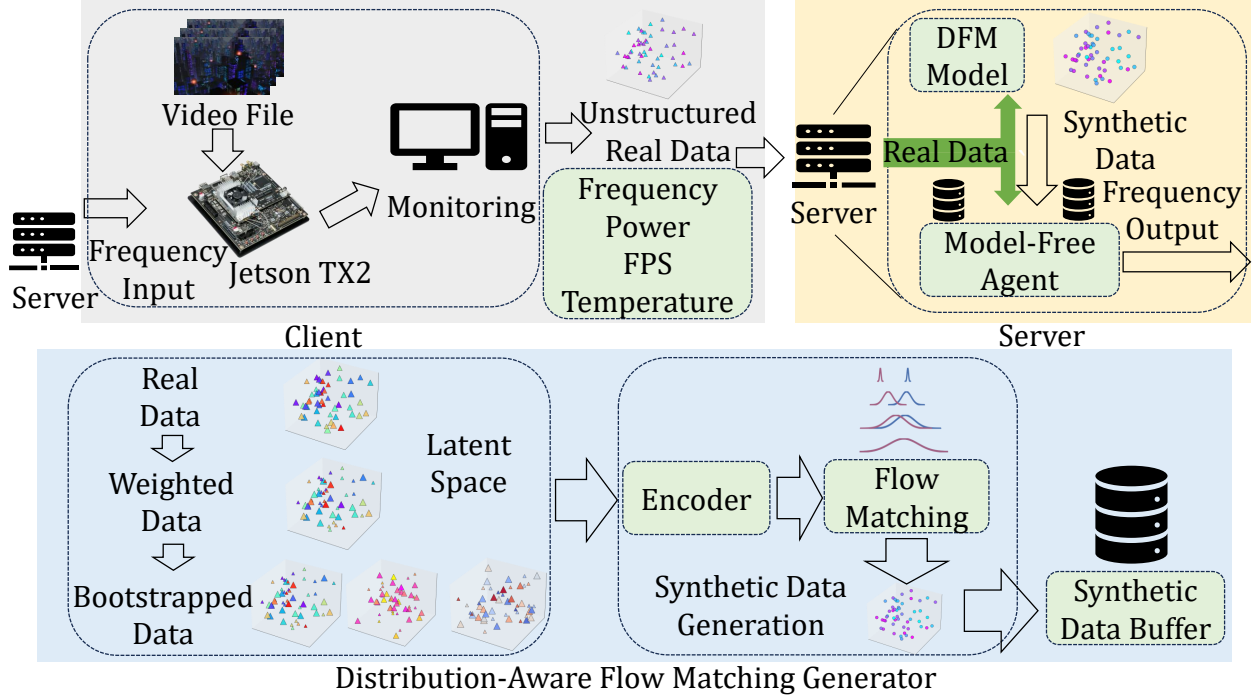 Video File
Frequency
Input
Server
Jetson TX2
Monitoring
Unstructured
Real Data
Frequency
Power
FPS
Temperature
Client
Server
DFM
Model
Real Data
Synthetic
Data
Frequency
Output
Model-Free
Agent
Server
Real
Data
Weighted
Data
Bootstrapped
Data
Latent
Space
Encoder
Flow
Matching
Synthetic Data
Generation
Synthetic
Data Buffer
Distribution-Aware Flow Matching Generator